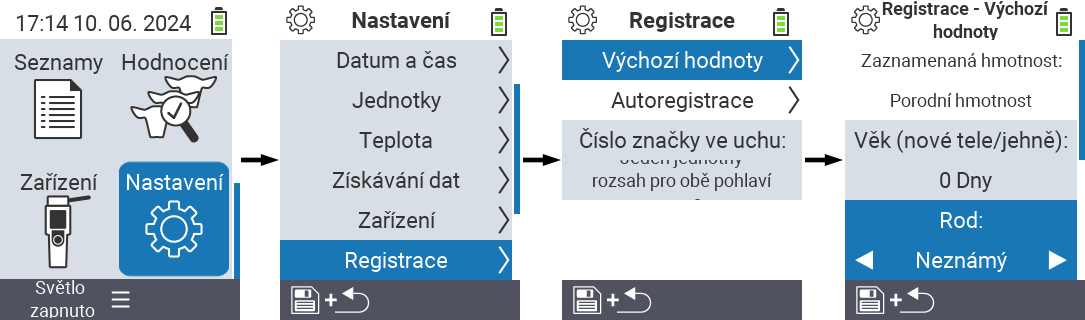 17:14 10. 06. 2024
Seznamy
Hodnocení
Zařízení
Nastavení
Světlo
zapnuto
Nastavení
Datum a čas
Jednotky
Teplota
Získávání dat
Zařízení
Registrace
+
Registrace
Výchozí hodnoty
Autoregistrace
Číslo značky ve uchu:
Jeden jednotný
rozsah pro obě pohlaví
+
Registrace - Výchozí
hodnoty
Zaznamenaná hmotnost:
Porodní hmotnost
Věk (nové tele/jehně):
0 Dny
Rod:
Neznámý
+